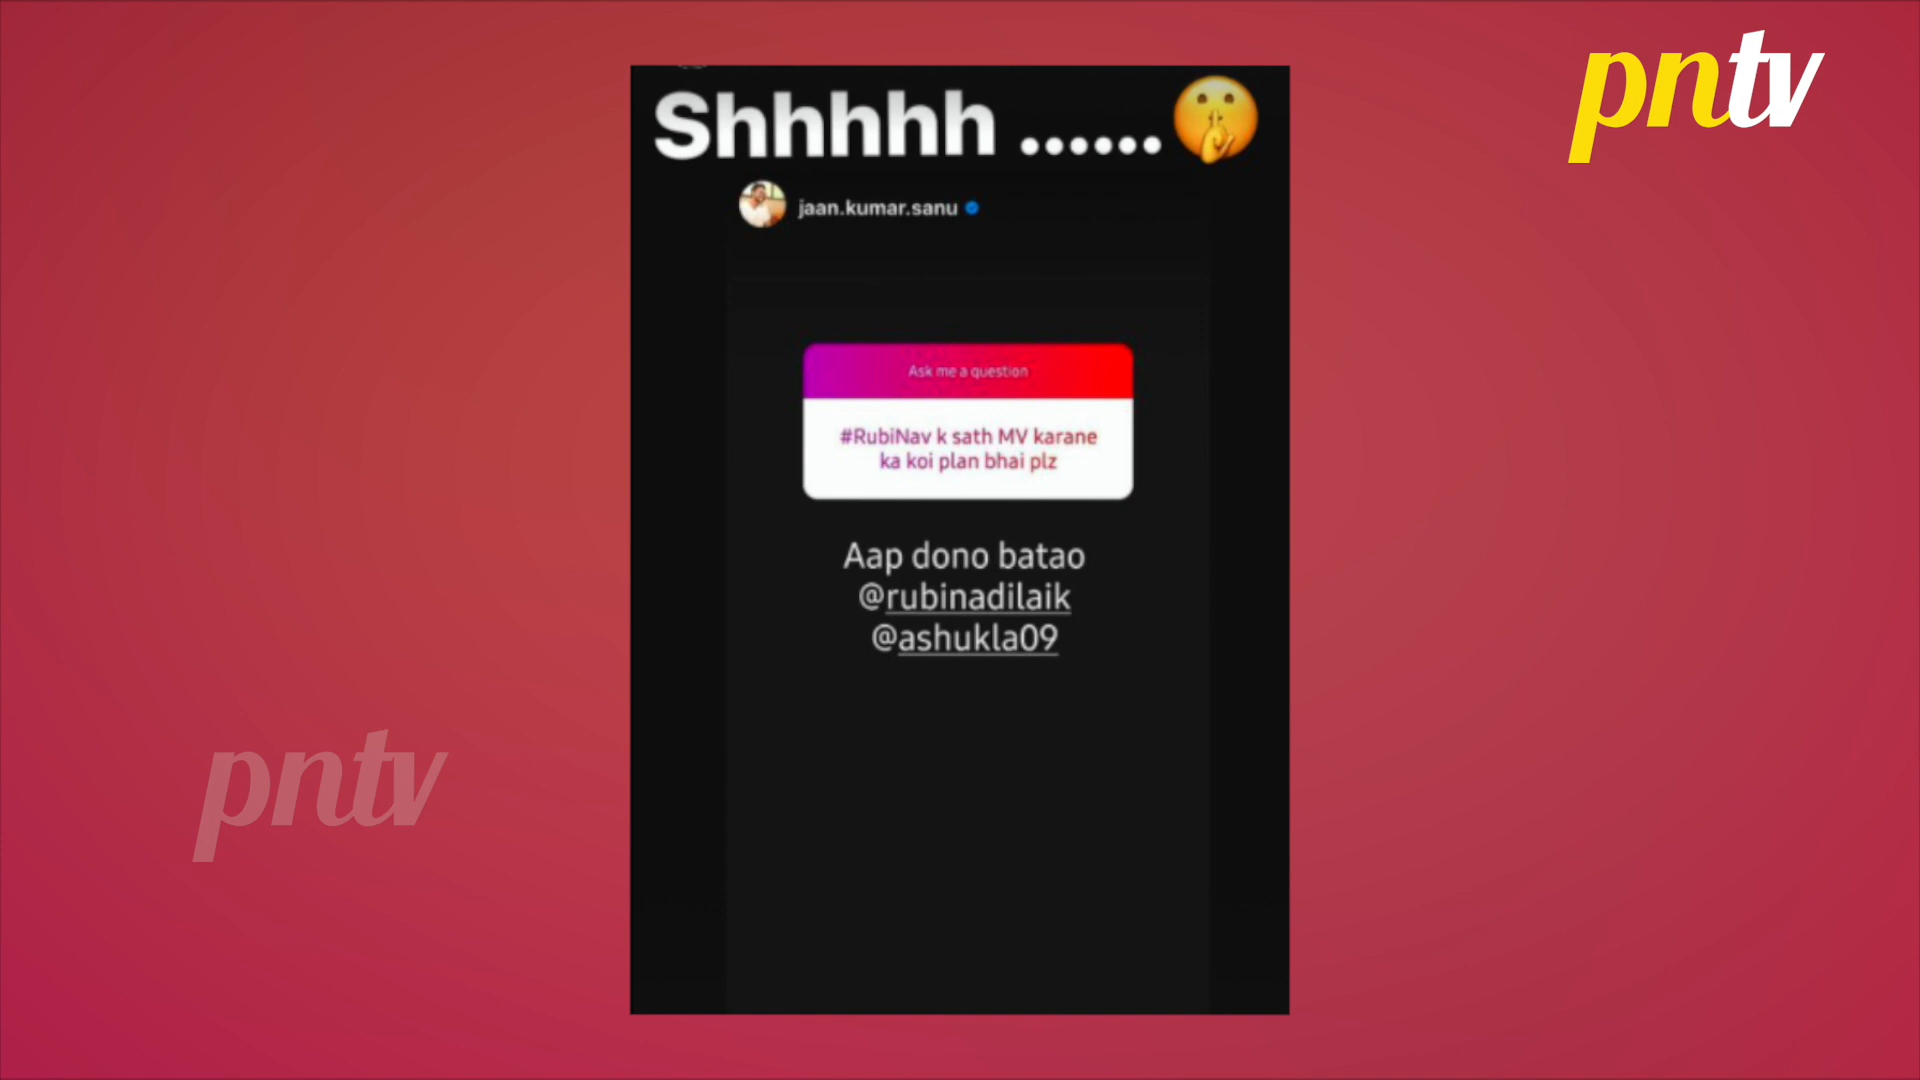 pntv
Shhhhh ......🤫
jaan.kumar.sanu
Ask me a question
#RubiNav k sath MV karane
ka koi plan bhai plz
Aap dono batao
@rubinadilaik
@ashukla09
pntv